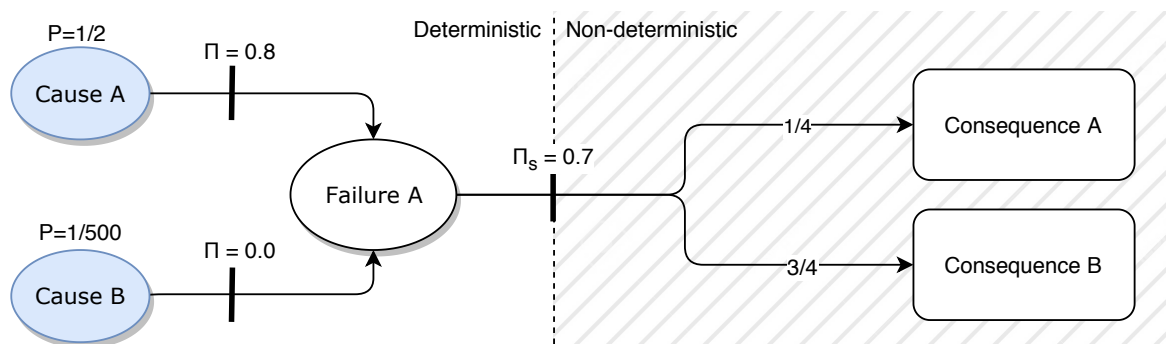 P=1/2
Π = 0.8
Deterministic
Non-deterministic
Cause A
1/4
Consequence A
Πs = 0.7
Failure A
P=1/500
Π = 0.0
Cause B
3/4
Consequence B